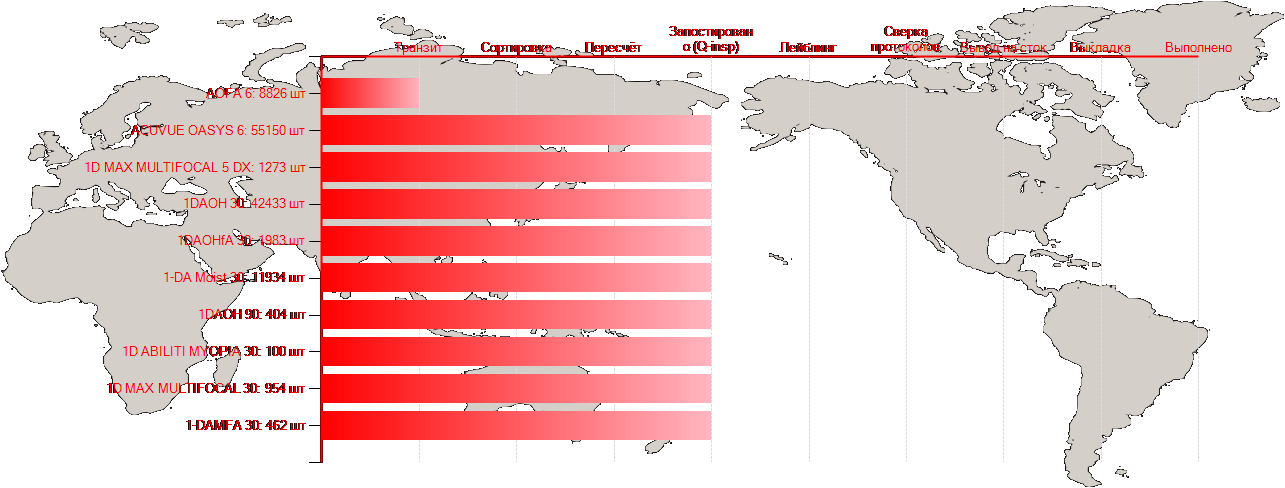 Транзит
Сортировка
Пересчёт
Запостирован
о (Q-insp)
Лейблинг
Сверка
протоколов
Вывод на сток
Выкладка
Выполнено
AOFA 6: 8826 шт
ACUVUE OASYS 6: 55150 шт
1D MAX MULTIFOCAL 5 DX: 1273 шт
1DAOH 30: 42433 шт
1DAOHfA 30: 1983 шт
1-DA Moist 30: 11934 шт
1DAOH 90: 404 шт
1D ABILITI MYOPIA 30: 100 шт
1D MAX MULTIFOCAL 30: 954 шт
1-DAMFA 30: 462 шт